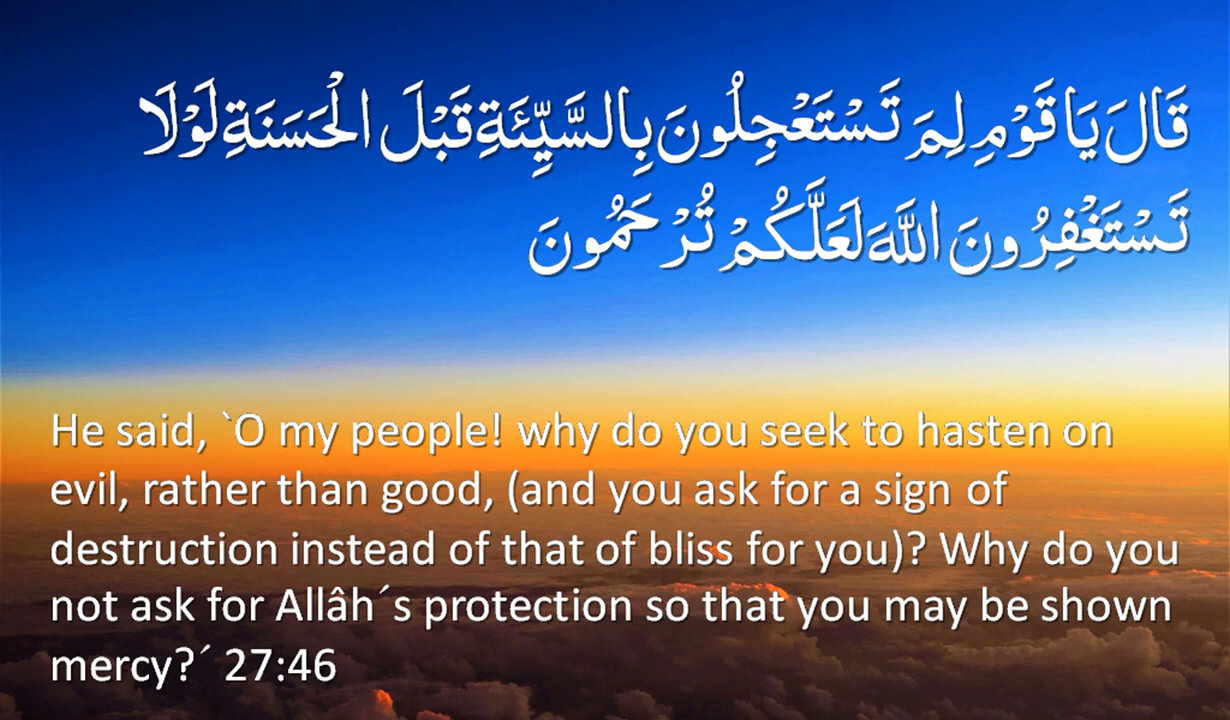 قَالَ يَا قَوْمِ لِمَ تَسْتَعْجِلُونَ بِالسَّيِّئَةِ قَبْلَ الْحَسَنَةِ لَوْلَا
تَسْتَغْفِرُونَ اللَّهَ لَعَلَّكُمْ تُرْحَمُونَ
He said, `O my people! why do you seek to hasten on
evil, rather than good, (and you ask for a sign of
destruction instead of that of bliss for you)? Why do you
not ask for Allâh´s protection so that you may be shown
mercy?´ 27:46